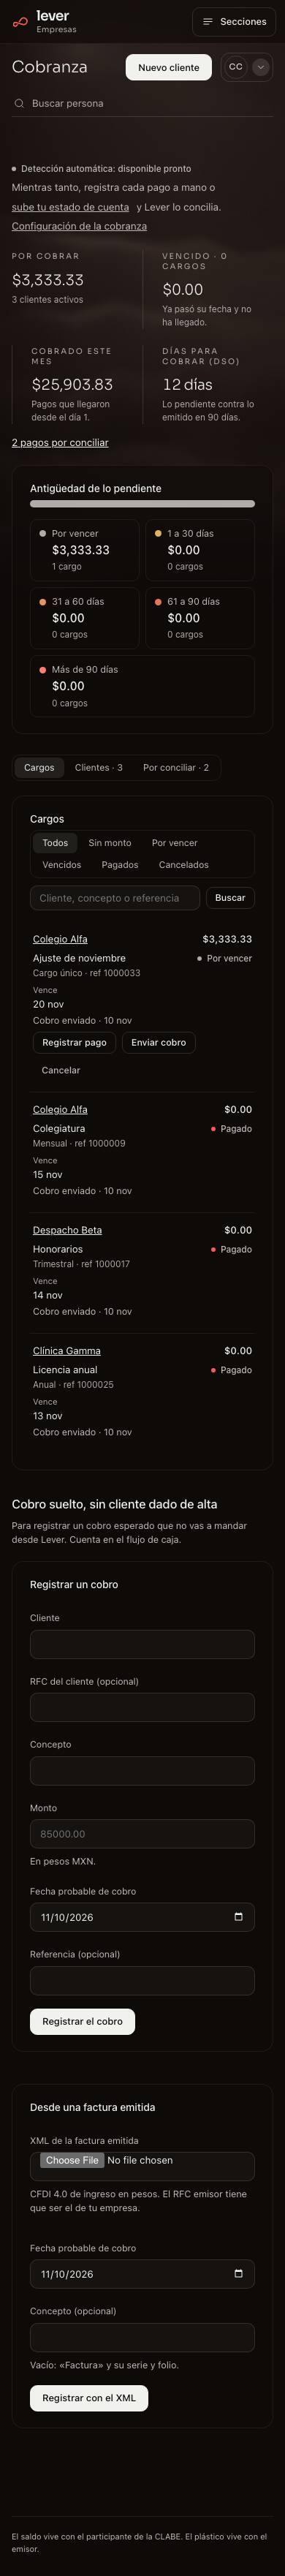 lever
Empresas
Secciones
Cobranza
Nuevo cliente
CC
Buscar persona
Detección automática: disponible pronto
Mientras tanto, registra cada pago a mano o
sube tu estado de cuenta y Lever lo concilia.
Configuración de la cobranza
POR COBRAR
$3,333.33
3 clientes activos
VENCIDO · 0
CARGOS
$0.00
Ya pasó su fecha y no
ha llegado.
COBRADO ESTE
MES
$25,903.83
Pagos que llegaron
desde el día 1.
DÍAS PARA
COBRAR (DSO)
12 días
Lo pendiente contra lo
emitido en 90 días.
2 pagos por conciliar
Antigüedad de lo pendiente
Por vencer
$3,333.33
1 cargo
1 a 30 días
$0.00
0 cargos
31 a 60 días
$0.00
0 cargos
61 a 90 días
$0.00
0 cargos
Más de 90 días
$0.00
0 cargos
Cargos
Clientes · 3
Por conciliar · 2
Cargos
Todos
Sin monto
Por vencer
Vencidos
Pagados
Cancelados
Cliente, concepto o referencia
Buscar
Colegio Alfa
$3,333.33
Ajuste de noviembre
Por vencer
Cargo único · ref 1000033
Vence
20 nov
Cobro enviado · 10 nov
Registrar pago
Enviar cobro
Cancelar
Colegio Alfa
$0.00
Colegiatura
Pagado
Mensual · ref 1000009
Vence
15 nov
Cobro enviado · 10 nov
Despacho Beta
$0.00
Honorarios
Pagado
Trimestral · ref 1000017
Vence
14 nov
Cobro enviado · 10 nov
Clínica Gamma
$0.00
Licencia anual
Pagado
Anual · ref 1000025
Vence
13 nov
Cobro enviado · 10 nov
Cobro suelto, sin cliente dado de alta
Para registrar un cobro esperado que no vas a mandar
desde Lever. Cuenta en el flujo de caja.
Registrar un cobro
Cliente
RFC del cliente (opcional)
Concepto
Monto
85000.00
En pesos MXN.
Fecha probable de cobro
11/10/2026
Referencia (opcional)
Registrar el cobro
Desde una factura emitida
XML de la factura emitida
Choose File No file chosen
CFDI 4.0 de ingreso en pesos. El RFC emisor tiene
que ser el de tu empresa.
Fecha probable de cobro
11/10/2026
Concepto (opcional)
Vacío: «Factura» y su serie y folio.
Registrar con el XML
El saldo vive con el participante de la CLABE. El plástico vive con el
emisor.